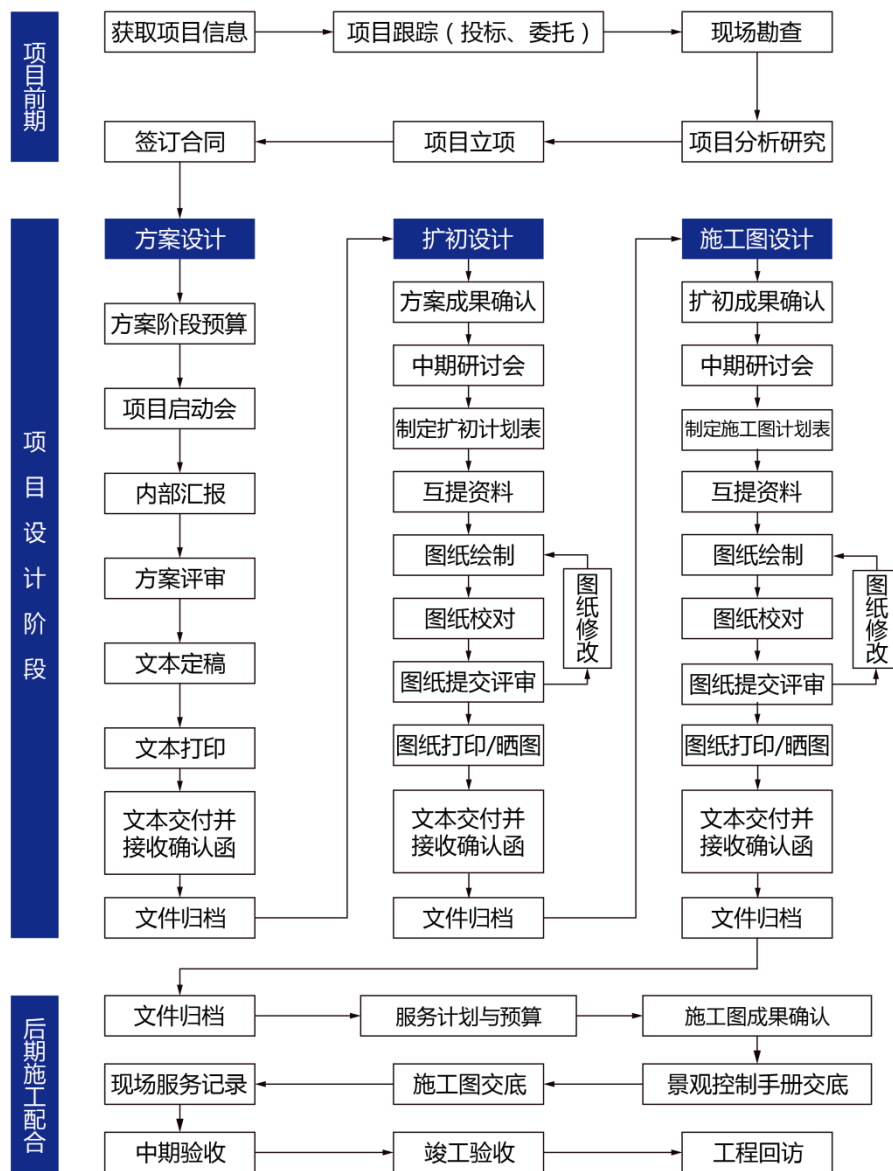 项目前期
获取项目信息
项目跟踪（投标、委托）
现场勘查
项目分析研究
项目立项
签订合同
项目设计阶段
方案设计
方案阶段预算
项目启动会
内部汇报
方案评审
文本定稿
文本打印
文本交付并
接收确认函
文件归档
扩初设计
方案成果确认
中期研讨会
制定扩初计划表
互提资料
图纸绘制
图纸校对
图纸提交评审
图纸修改
图纸打印/晒图
文本交付并
接收确认函
文件归档
施工图设计
扩初成果确认
中期研讨会
制定施工图计划表
互提资料
图纸绘制
图纸校对
图纸提交评审
图纸修改
图纸打印/晒图
文本交付并
接收确认函
文件归档
后期施工配合
文件归档
服务计划与预算
施工图成果确认
景观控制手册交底
施工图交底
现场服务记录
中期验收
竣工验收
工程回访